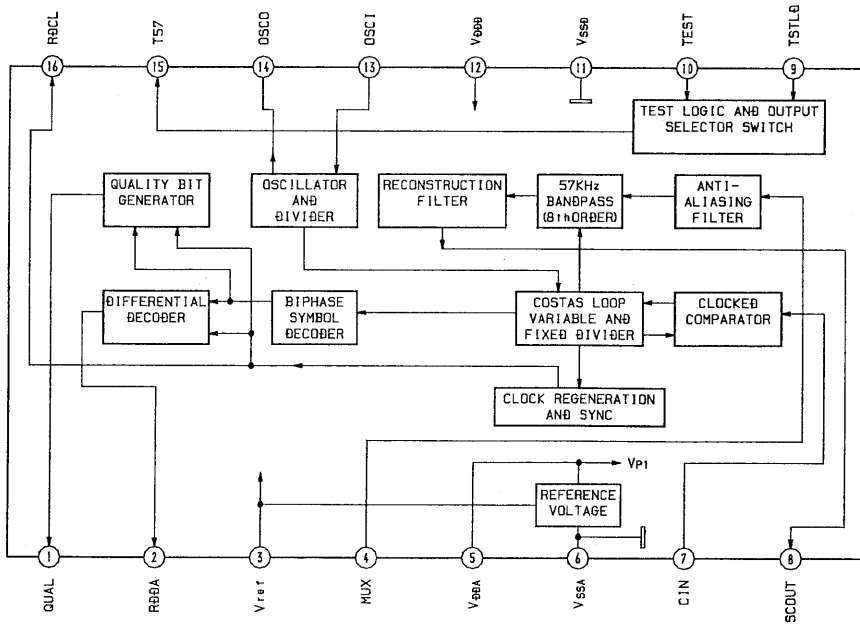 RDCL
T57
OSCO
OSCI
VDDD
VSSD
TEST
TSTLD
16
15
14
13
12
11
10
9
TEST LOGIC AND OUTPUT
SELECTOR SWITCH
QUALITY BIT
GENERATOR
OSCILLATOR
AND
DIVIDER
RECONSTRUCTION
FILTER
57KHz
BANDPASS
(8thORDER)
ANTI-
ALIASING
FILTER
DIFFERENTIAL
DECODER
BIPHASE
SYMBOL
DECODER
COSTAS LOOP
VARIABLE AND
FIXED DIVIDER
CLOCKED
COMPARATOR
CLOCK REGENERATION
AND SYNC
VP1
REFERENCE
VOLTAGE
1
2
3
4
5
6
7
8
QUAL
RDDA
Vref
MUX
VDDA
VSSA
CIN
SCOUT